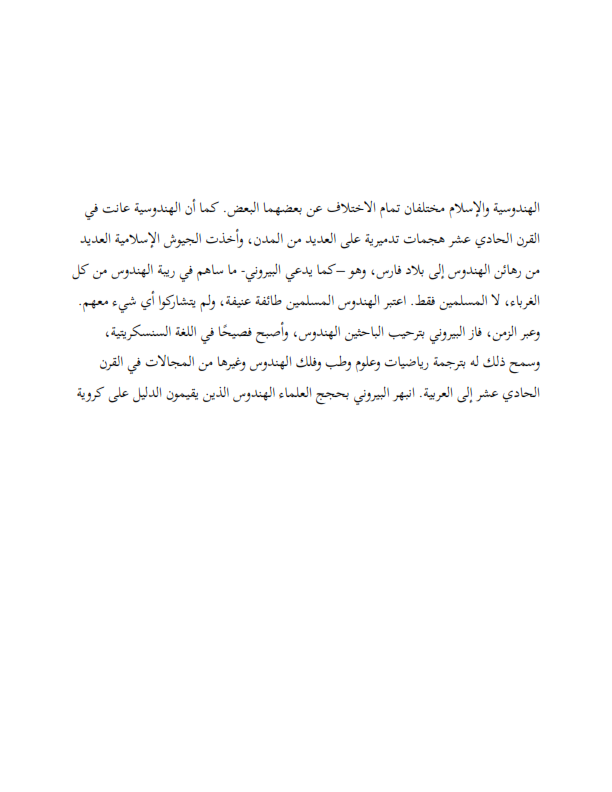 الهندوسية والإسلام مختلفان تمام الاختلاف عن بعضهما البعض. كما أن الهندوسية عانت في
القرن الحادي عشر هجمات تدميرية على العديد من المدن، وأخذت الجيوش الإسلامية العديد
من رهائن الهندوس إلى بلاد فارس، وهو –كما يدعي البيروني- ما ساهم في ريبة الهندوس من كل
الغرباء، لا المسلمين فقط. اعتبر الهندوس المسلمين طائفة عنيفة، ولم يتشاركوا أي شيء معهم.
وعبر الزمن، فاز البيروني بترحيب الباحثين الهندوس، وأصبح فصيحًا في اللغة السنسكريتية،
وسمح ذلك له بترجمة رياضيات وعلوم وطب وفلك الهندوس وغيرها من المجالات في القرن
الحادي عشر إلى العربية. انبهر البيروني بحجج العلماء الهندوس الذين يقيمون الدليل على كروية